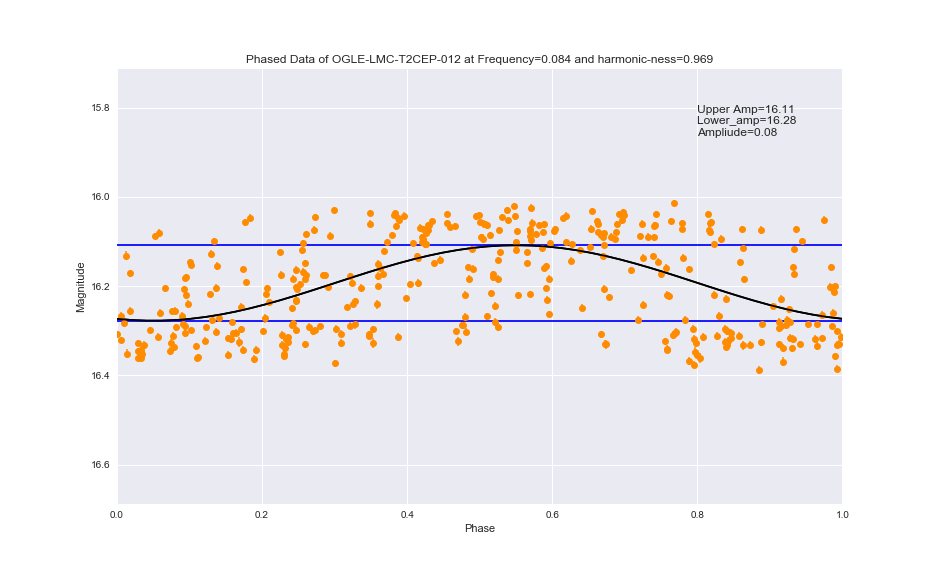 Phased Data of OGLE-LMC-T2CEP-012 at Frequency=0.084 and harmonic-ness=0.969
Upper Amp=16.11
Lower_amp=16.28
Ampliude=0.08
15.8
16.0
16.2
16.4
16.6
Magnitude
0.0 0.2 0.4 0.6 0.8 1.0
Phase